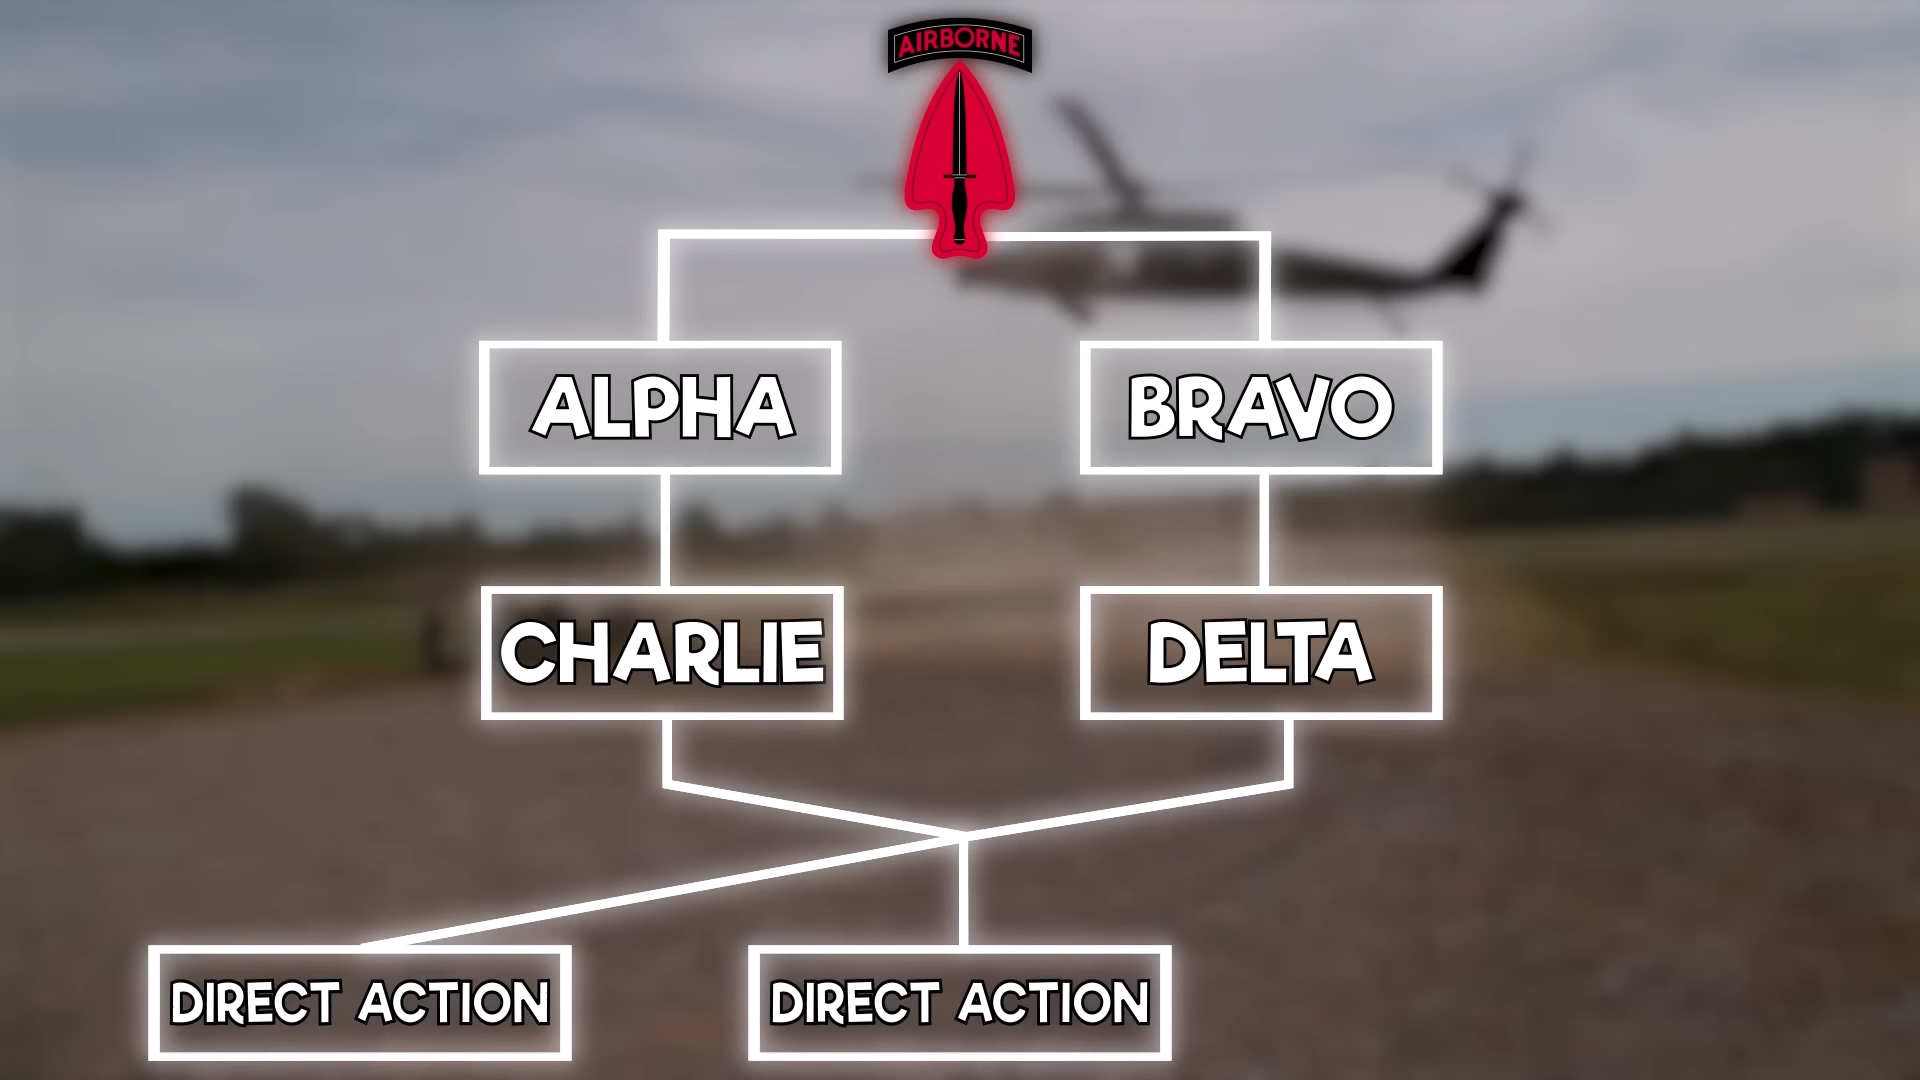 AIRBORNE
ALPHA
BRAVO
CHARLIE
DELTA
DIRECT ACTION
DIRECT ACTION